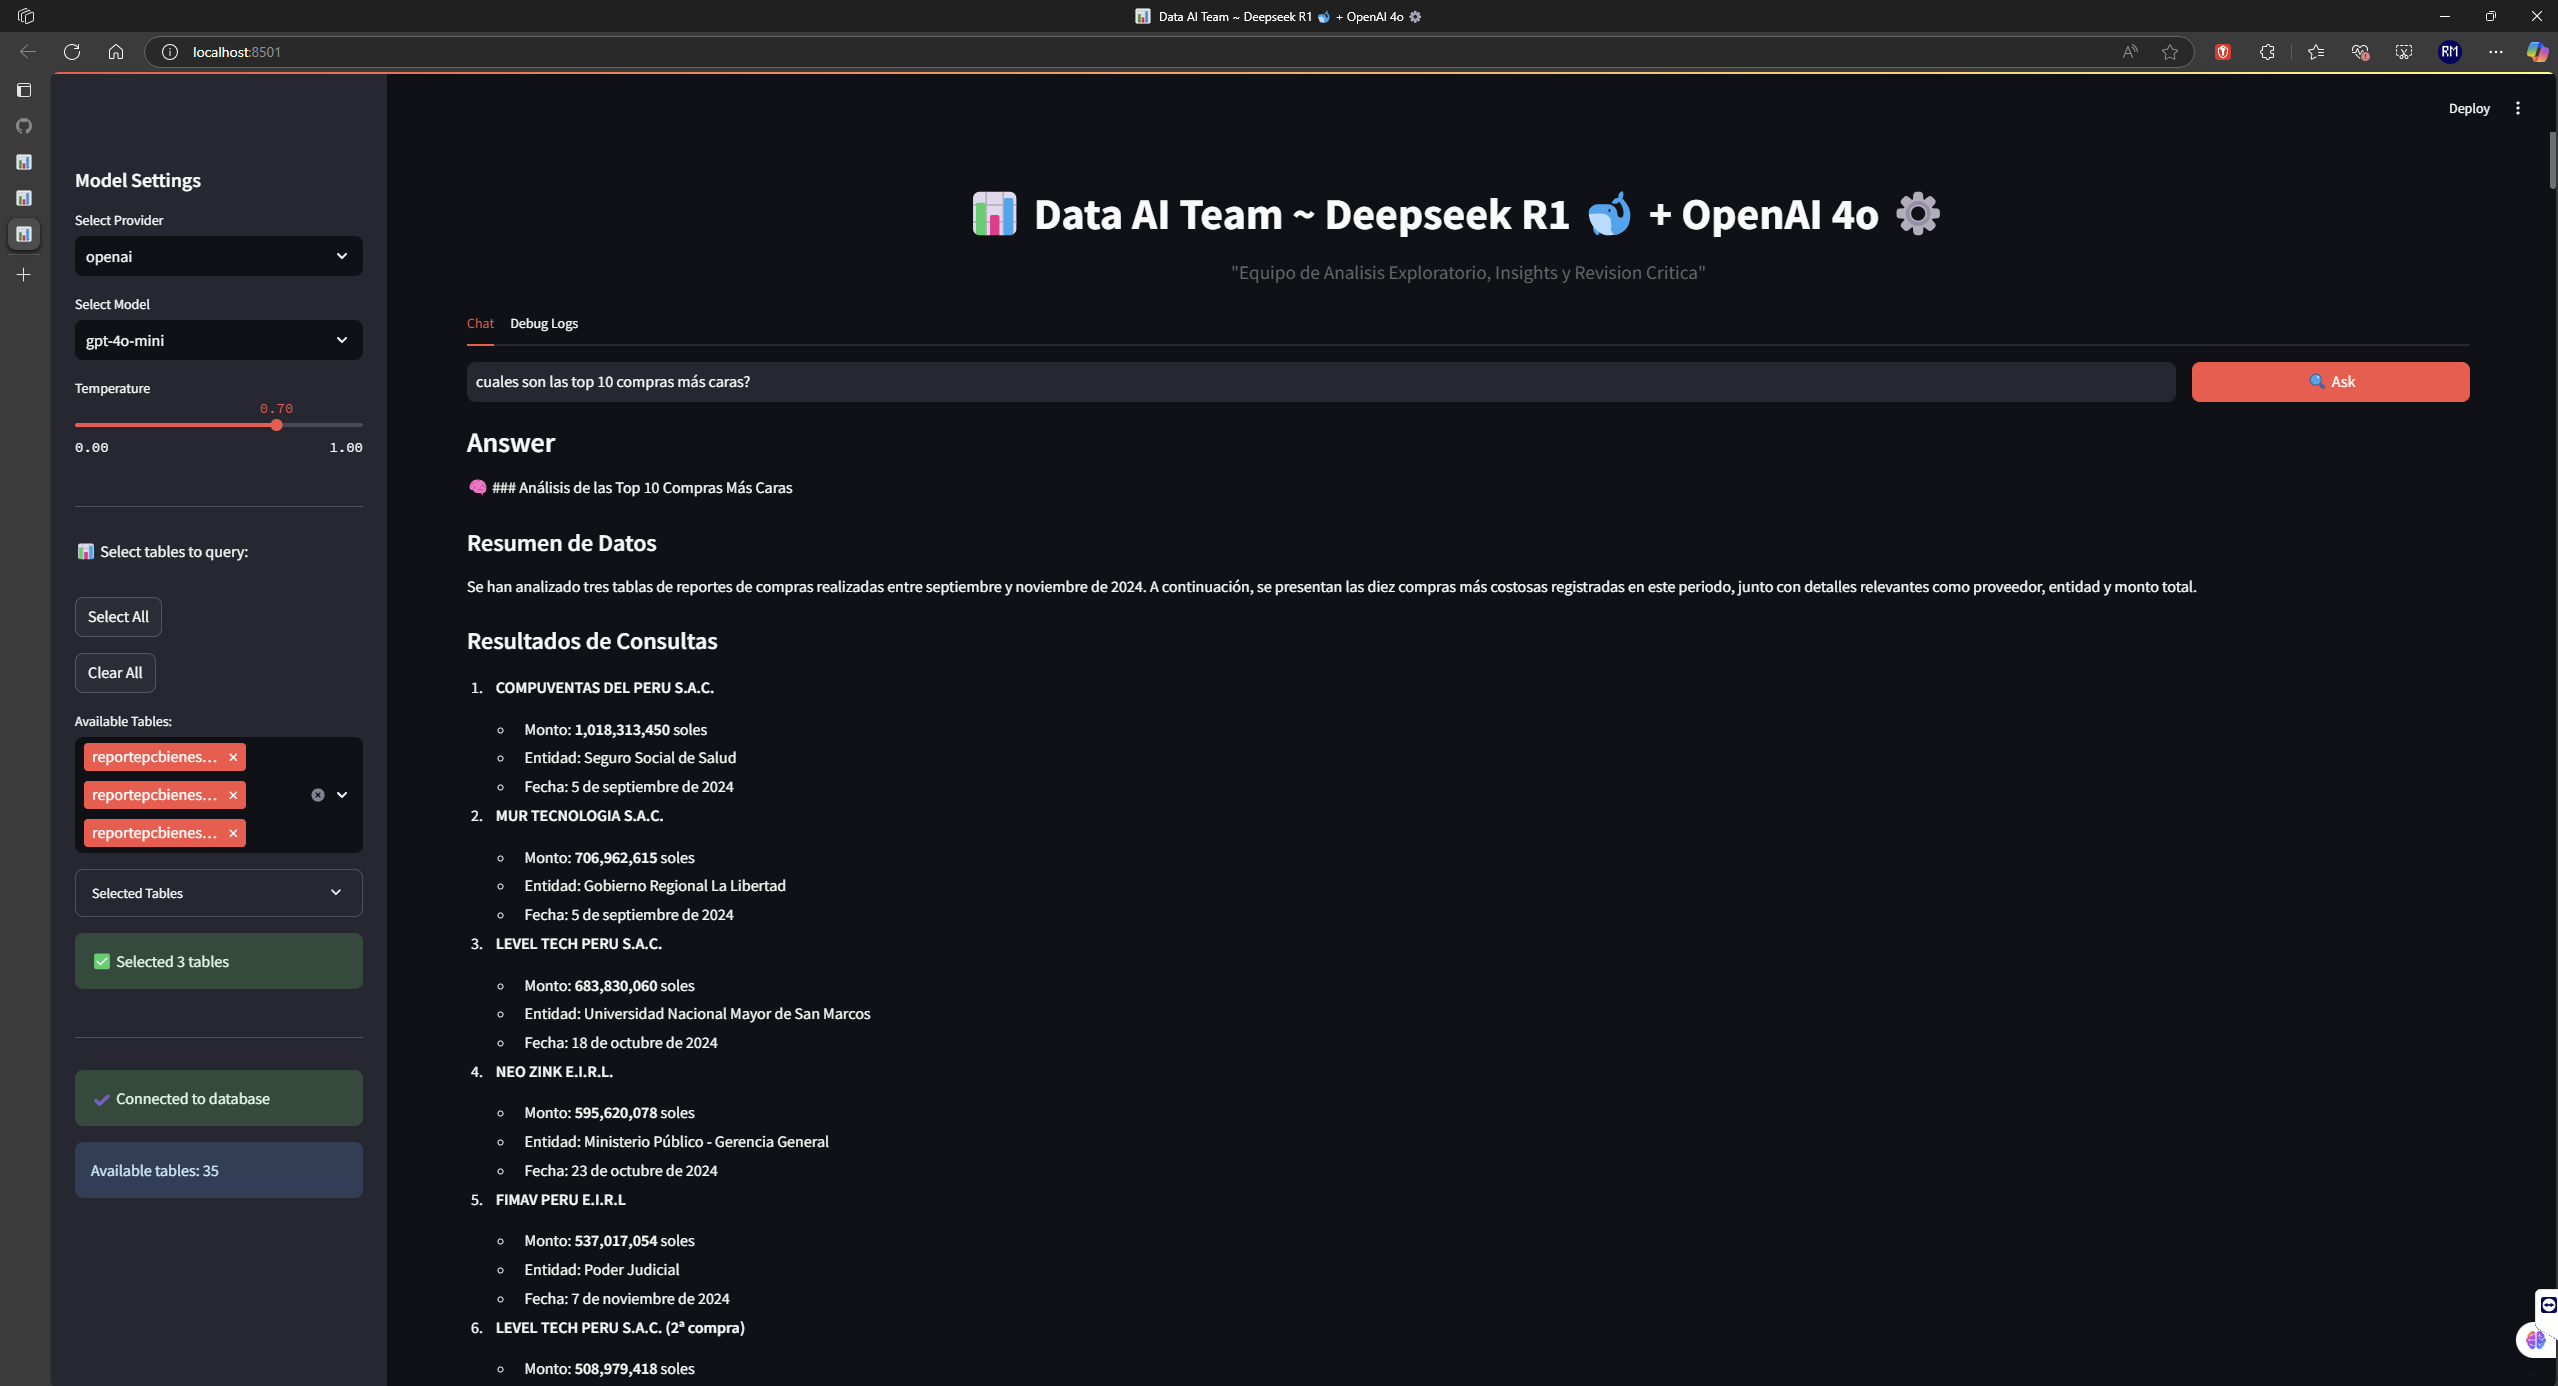 Data AI Team ~ Deepseek R1 🐳 + OpenAI 4o ⚙️
localhost:8501
RM
Deploy
Model Settings
Select Provider
openai
Select Model
gpt-4o-mini
Temperature
0.70
0.00 1.00
📊 Select tables to query:
Select All
Clear All
Available Tables:
reportepcbienes...
reportepcbienes...
reportepcbienes...
Selected Tables
✅ Selected 3 tables
✔️ Connected to database
Available tables: 35
📊 Data AI Team ~ Deepseek R1 🐳 + OpenAI 4o ⚙️
"Equipo de Analisis Exploratorio, Insights y Revision Critica"
Chat Debug Logs
cuales son las top 10 compras más caras?
🔍 Ask
Answer
🧠 ### Análisis de las Top 10 Compras Más Caras
Resumen de Datos
Se han analizado tres tablas de reportes de compras realizadas entre septiembre y noviembre de 2024. A continuación, se presentan las diez compras más costosas registradas en este periodo, junto con detalles relevantes como proveedor, entidad y monto total.
Resultados de Consultas
1. COMPUVENTAS DEL PERU S.A.C.
Monto: 1,018,313,450 soles
Entidad: Seguro Social de Salud
Fecha: 5 de septiembre de 2024
2. MUR TECNOLOGIA S.A.C.
Monto: 706,962,615 soles
Entidad: Gobierno Regional La Libertad
Fecha: 5 de septiembre de 2024
3. LEVEL TECH PERU S.A.C.
Monto: 683,830,060 soles
Entidad: Universidad Nacional Mayor de San Marcos
Fecha: 18 de octubre de 2024
4. NEO ZINK E.I.R.L.
Monto: 595,620,078 soles
Entidad: Ministerio Público - Gerencia General
Fecha: 23 de octubre de 2024
5. FIMAV PERU E.I.R.L
Monto: 537,017,054 soles
Entidad: Poder Judicial
Fecha: 7 de noviembre de 2024
6. LEVEL TECH PERU S.A.C. (2ª compra)
Monto: 508,979,418 soles